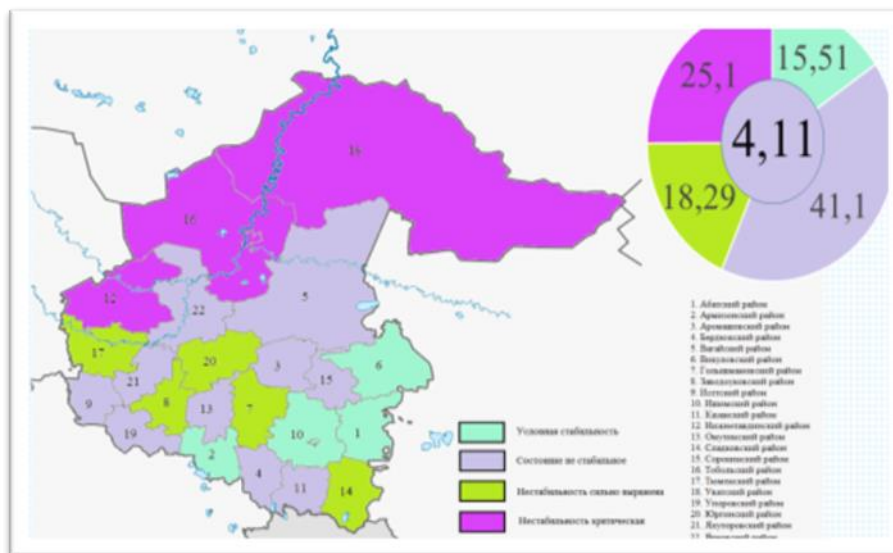 15,51
25,1
4,11
18,29
41,1
16
16
12
22
5
17
20
3
6
21
15
9
8
13
7
19
10
1
2
4
11
14
1. Абатский район
2. Армизонский район
3. Аромашевский район
4. Бердюжский район
5. Вагайский район
6. Викуловский район
7. Голышмановский район
8. Заводоуковский район
9. Исетский район
10. Ишимский район
11. Казанский район
12. Нижнетавдинский район
13. Омутинский район
14. Сладковский район
15. Сорокинский район
16. Тобольский район
17. Тюменский район
18. Уватский район
19. Упоровский район
20. Юргинский район
21. Ялуторовский район
22. Ярковский район
Условная стабильность
Состояние не стабильное
Нестабильность сильно выражена
Нестабильность критическая